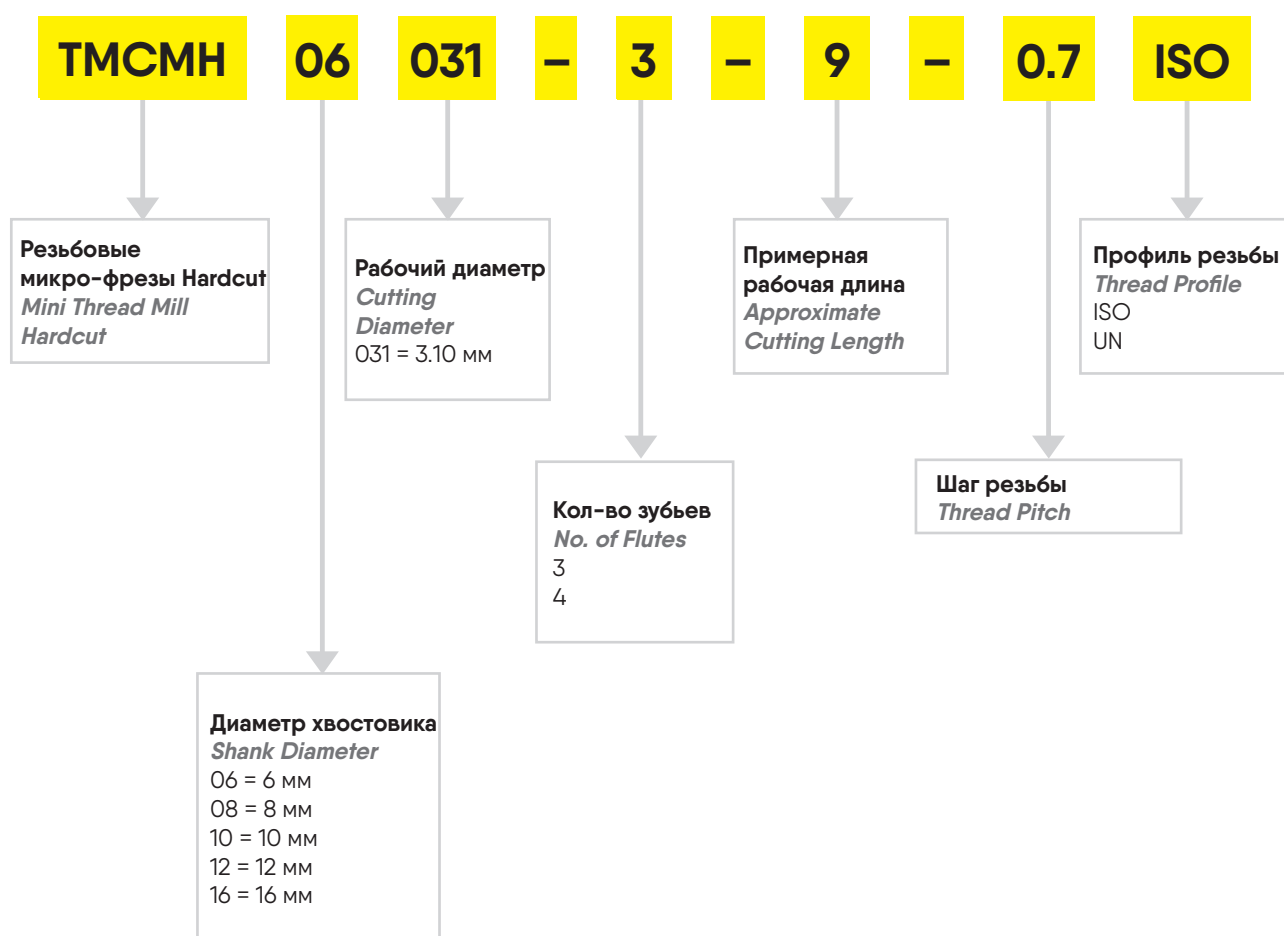 TMCMH 06 031 – 3 – 9 – 0.7 ISO
Резьбовые
микро-фрезы Hardcut
Mini Thread Mill
Hardcut
Рабочий диаметр
Cutting
Diameter
031 = 3.10 мм
Примерная
рабочая длина
Approximate
Cutting Length
Профиль резьбы
Thread Profile
ISO
UN
Кол-во зубьев
No. of Flutes
3
4
Шаг резьбы
Thread Pitch
Диаметр хвостовика
Shank Diameter
06 = 6 мм
08 = 8 мм
10 = 10 мм
12 = 12 мм
16 = 16 мм